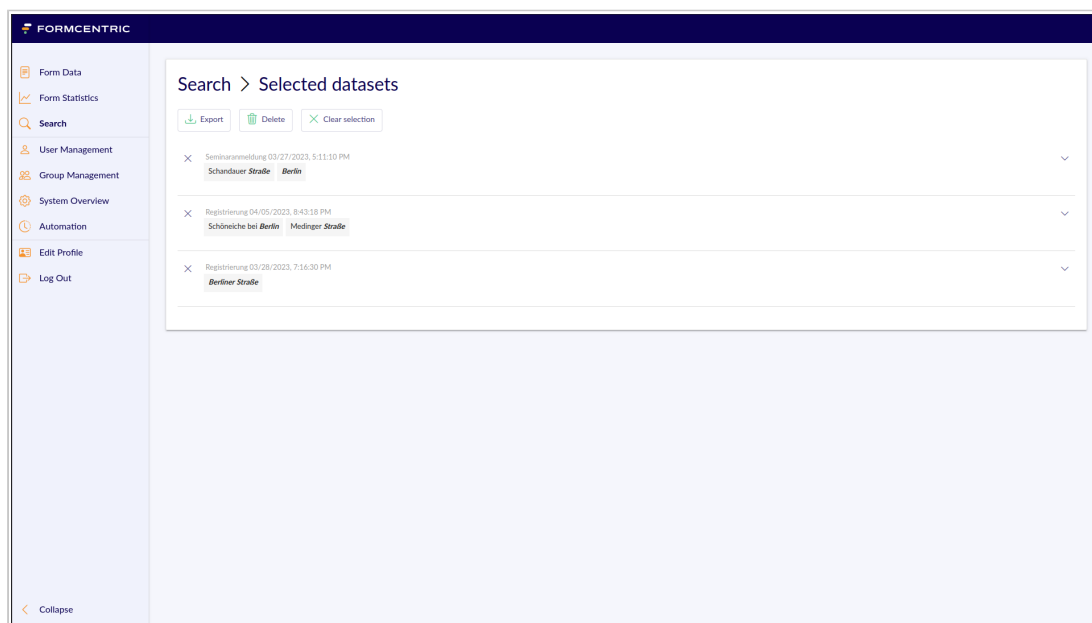 FORMCENTRIC
Form Data
Form Statistics
Search
User Management
Group Management
System Overview
Automation
Edit Profile
Log Out
Collapse
Search > Selected datasets
Export Delete Clear selection
Seminaranmeldung 03/27/2023, 5:11:10 PM
Schandauer Straße Berlin
Registrierung 04/05/2023, 8:43:18 PM
Schöneiche bei Berlin Medinger Straße
Registrierung 03/28/2023, 7:16:30 PM
Berliner Straße